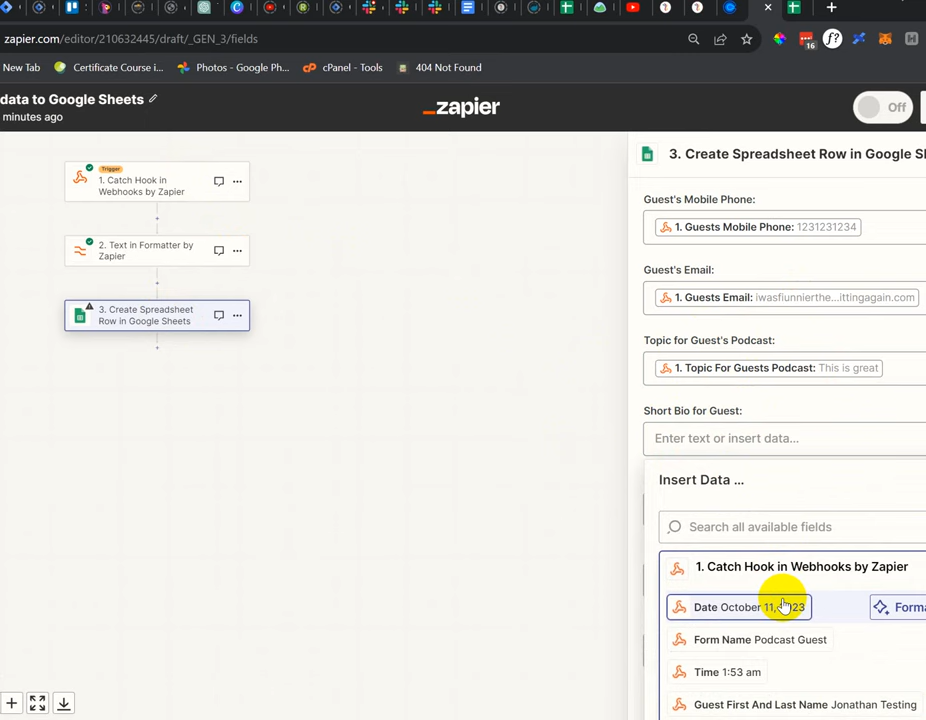 zapier.com/editor/210632445/draft/_GEN_3/fields
16
f?
New Tab
Certificate Course i...
Photos - Google Ph...
cPanel - Tools
404 Not Found
data to Google Sheets
minutes ago
_zapier
Off
Trigger
1. Catch Hook in
Webhooks by Zapier
2. Text in Formatter by
Zapier
3. Create Spreadsheet
Row in Google Sheets
3. Create Spreadsheet Row in Google S
Guest's Mobile Phone:
1. Guests Mobile Phone: 1231231234
Guest's Email:
1. Guests Email: iwasfiunnierthe...ittingagain.com
Topic for Guest's Podcast:
1. Topic For Guests Podcast: This is great
Short Bio for Guest:
Enter text or insert data...
Insert Data ...
Search all available fields
1. Catch Hook in Webhooks by Zapier
Date October 11, 2023
Forma
Form Name Podcast Guest
Time 1:53 am
Guest First And Last Name Jonathan Testing